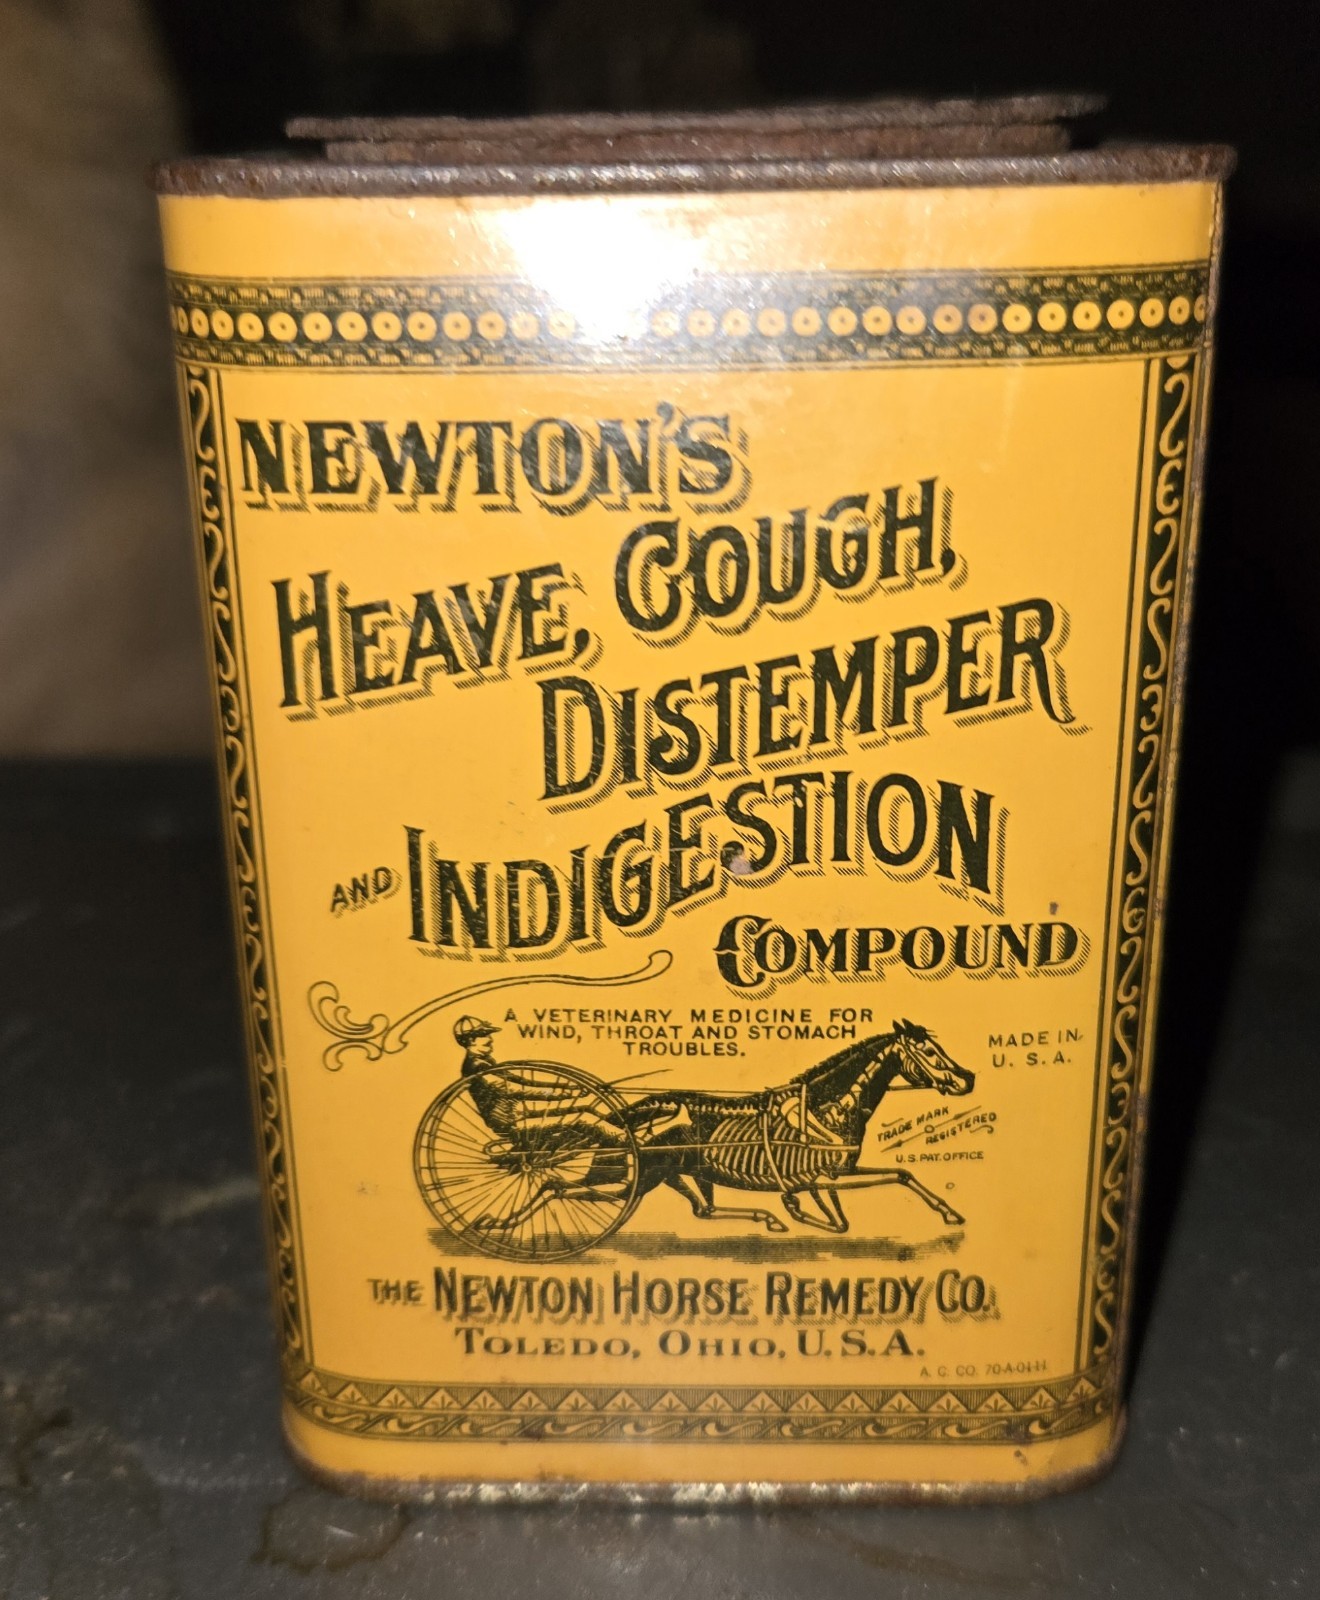 NEWTON'S
HEAVE, COUGH,
DISTEMPER
AND INDIGESTION
COMPOUND
A VETERINARY MEDICINE FOR
WIND, THROAT AND STOMACH
TROUBLES.
MADE IN
U. S. A.
TRADE MARK
REGISTERED
U.S. PAT. OFFICE
THE NEWTON HORSE REMEDY CO.
TOLEDO, OHIO, U.S.A.
A. C. CO.